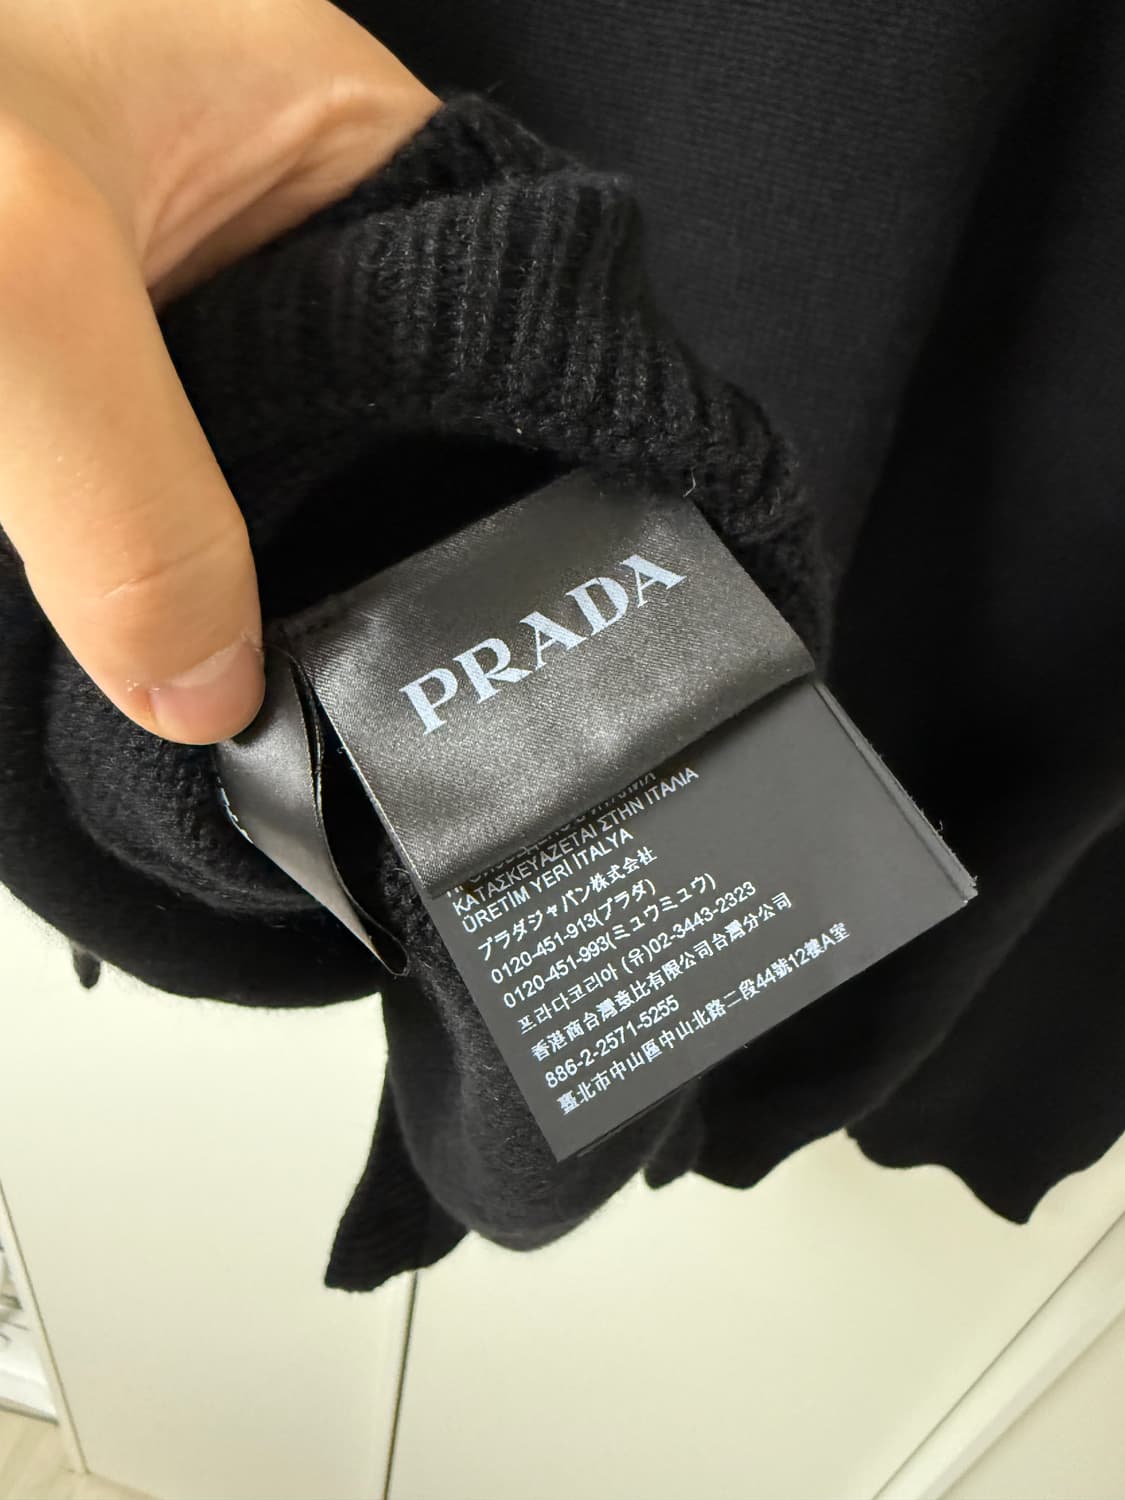 PRADA
ΚΑΤΑΣΚΕΥΑΖΕΤΑΙ ΣΤΗΝ ΙΤΑΛΙΑ
ÜRETİM YERİ İTALYA
プラダジャパン株式会社
0120-451-913(プラダ)
0120-451-993(ミュウミュウ)
프라다코리아 (유)02-3443-2323
香港商台灣壹比有限公司台灣分公司
886-2-2571-5255
臺北市中山區中山北路二段44號12樓A室